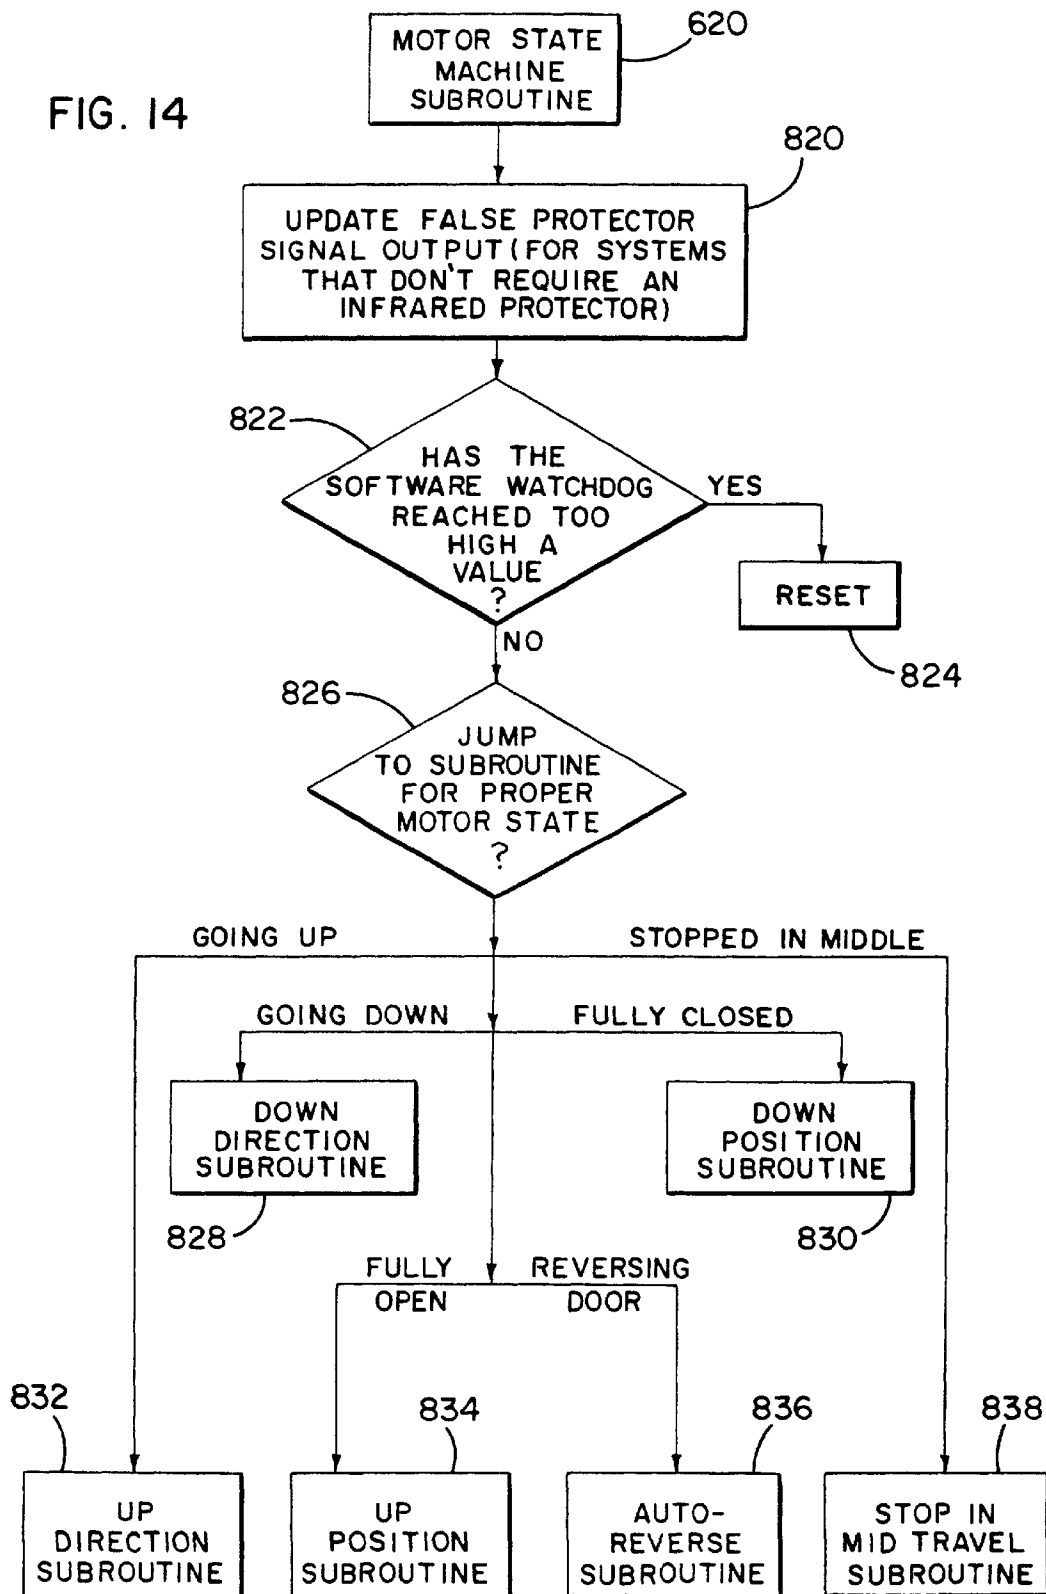 FIG. 14
MOTOR STATE
MACHINE
SUBROUTINE
620
820
UPDATE FALSE PROTECTOR
SIGNAL OUTPUT (FOR SYSTEMS
THAT DON'T REQUIRE AN
INFRARED PROTECTOR)
822
HAS THE
SOFTWARE WATCHDOG
REACHED TOO
HIGH A
VALUE
?
YES
RESET
824
NO
826
JUMP
TO SUBROUTINE
FOR PROPER
MOTOR STATE
?
GOING UP
STOPPED IN MIDDLE
GOING DOWN
FULLY CLOSED
DOWN
DIRECTION
SUBROUTINE
828
DOWN
POSITION
SUBROUTINE
830
FULLY
OPEN
REVERSING
DOOR
832
834
836
838
UP
DIRECTION
SUBROUTINE
UP
POSITION
SUBROUTINE
AUTO-
REVERSE
SUBROUTINE
STOP IN
MID TRAVEL
SUBROUTINE